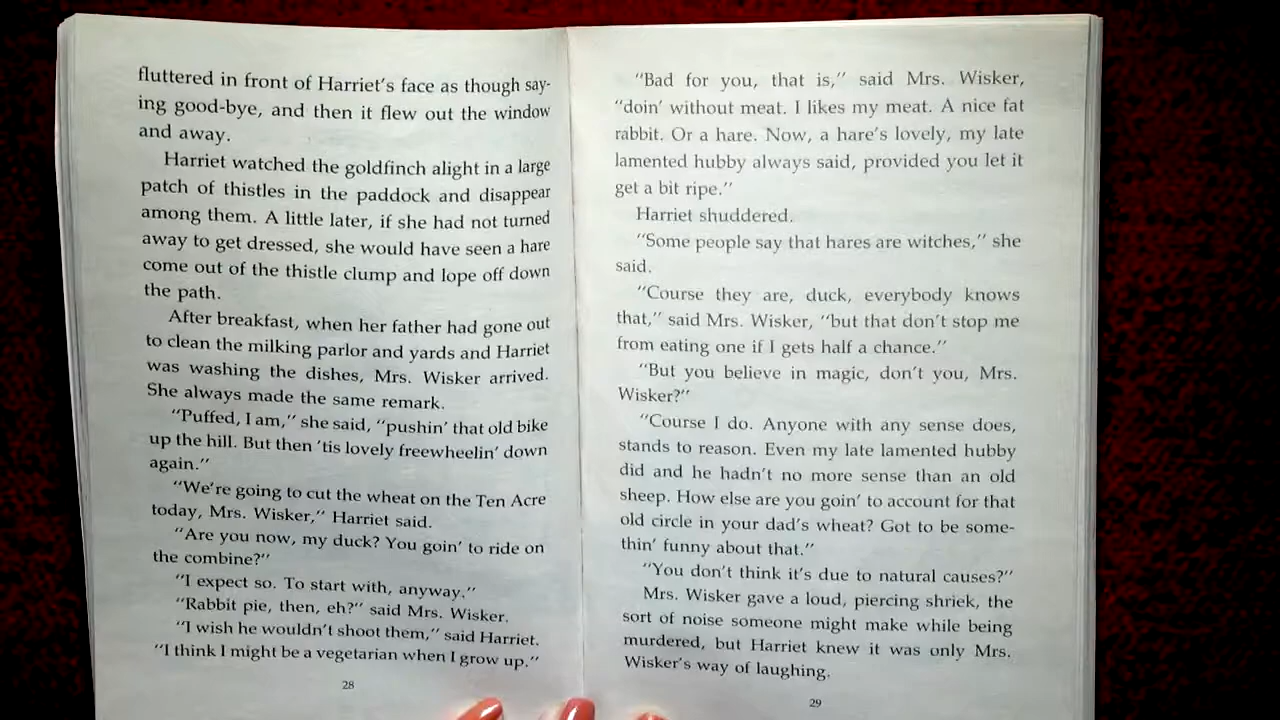 fluttered in front of Harriet's face as though say-
ing good-bye, and then it flew out the window
and away.
Harriet watched the goldfinch alight in a large
patch of thistles in the paddock and disappear
among them. A little later, if she had not turned
away to get dressed, she would have seen a hare
come out of the thistle clump and lope off down
the path.
After breakfast, when her father had gone out
to clean the milking parlor and yards and Harriet
was washing the dishes, Mrs. Wisker arrived.
She always made the same remark.
"Puffed, I am," she said, "pushin' that old bike
up the hill. But then 'tis lovely freewheelin' down
again."
"We're going to cut the wheat on the Ten Acre
today, Mrs. Wisker," Harriet said.
"Are you now, my duck? You goin' to ride on
the combine?"
"I expect so. To start with, anyway."
"Rabbit pie, then, eh?" said Mrs. Wisker.
"I wish he wouldn't shoot them," said Harriet.
"I think I might be a vegetarian when I grow up."
28
"Bad for you, that is," said Mrs. Wisker,
"doin' without meat. I likes my meat. A nice fat
rabbit. Or a hare. Now, a hare's lovely, my late
lamented hubby always said, provided you let it
get a bit ripe."
Harriet shuddered.
"Some people say that hares are witches," she
said.
"Course they are, duck, everybody knows
that," said Mrs. Wisker, "but that don't stop me
from eating one if I gets half a chance."
"But you believe in magic, don't you, Mrs.
Wisker?"
"Course I do. Anyone with any sense does,
stands to reason. Even my late lamented hubby
did and he hadn't no more sense than an old
sheep. How else are you goin' to account for that
old circle in your dad's wheat? Got to be some-
thin' funny about that."
"You don't think it's due to natural causes?"
Mrs. Wisker gave a loud, piercing shriek, the
sort of noise someone might make while being
murdered, but Harriet knew it was only Mrs.
Wisker's way of laughing.
29